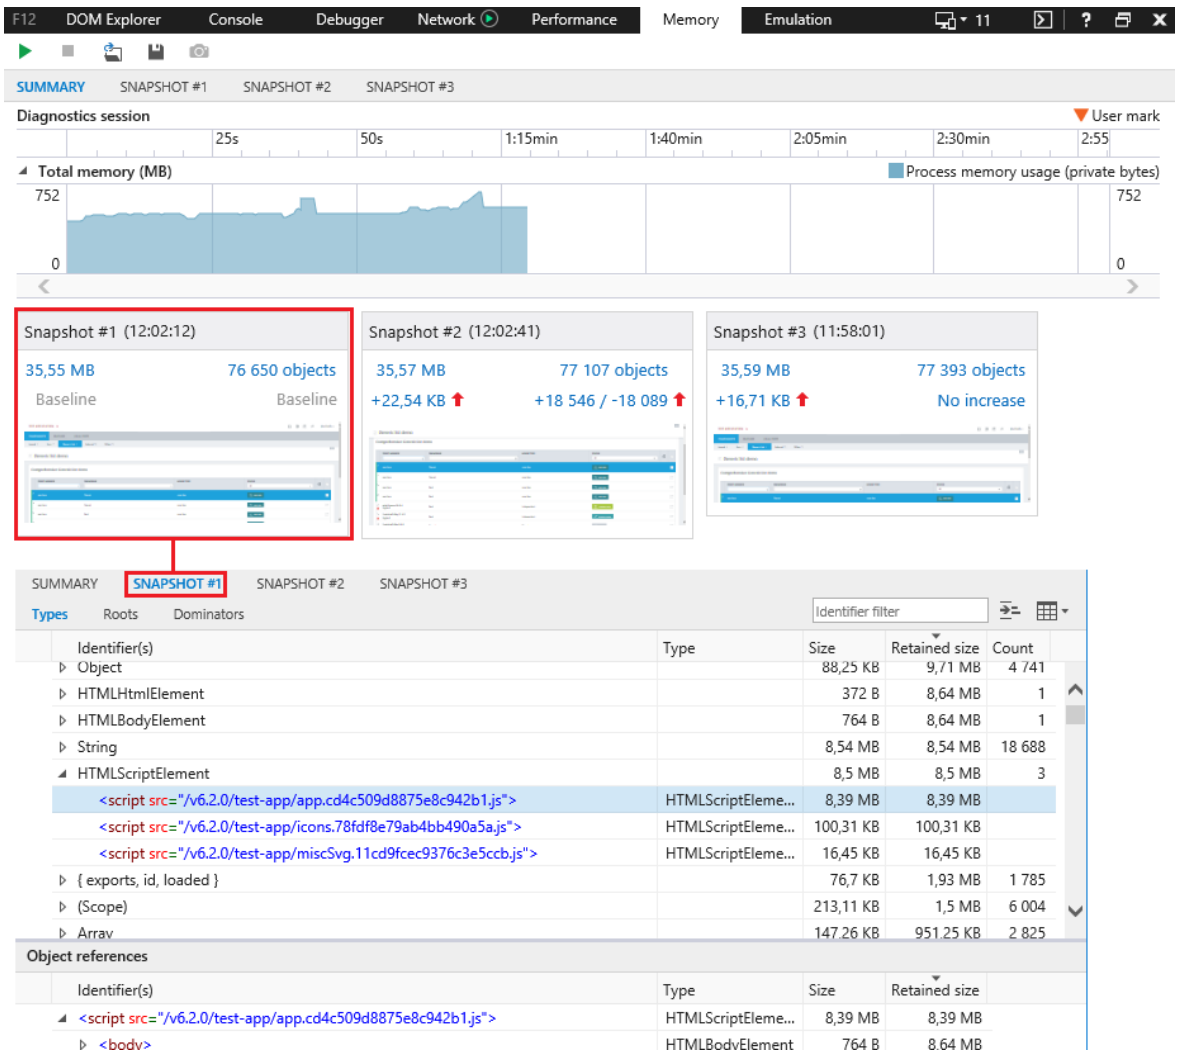 F12 DOM Explorer Console Debugger Network Performance Memory Emulation 11 ? X
SUMMARY SNAPSHOT #1 SNAPSHOT #2 SNAPSHOT #3
Diagnostics session User mark
25s 50s 1:15min 1:40min 2:05min 2:30min 2:55
Total memory (MB) Process memory usage (private bytes)
752 752
0 0
Snapshot #1 (12:02:12) Snapshot #2 (12:02:41) Snapshot #3 (11:58:01)
35,55 MB 76 650 objects 35,57 MB 77 107 objects 35,59 MB 77 393 objects
Baseline Baseline +22,54 KB +18 546 / -18 089 +16,71 KB No increase
SUMMARY SNAPSHOT #1 SNAPSHOT #2 SNAPSHOT #3
Types Roots Dominators Identifier filter
Identifier(s) Type Size Retained size Count
Object 88,25 KB 9,71 MB 4 741
HTMLHtmlElement 372 B 8,64 MB 1
HTMLBodyElement 764 B 8,64 MB 1
String 8,54 MB 8,54 MB 18 688
HTMLScriptElement 8,5 MB 8,5 MB 3
<script src="/v6.2.0/test-app/app.cd4c509d8875e8c942b1.js"> HTMLScriptEleme... 8,39 MB 8,39 MB
<script src="/v6.2.0/test-app/icons.78fdf8e79ab4bb490a5a.js"> HTMLScriptEleme... 100,31 KB 100,31 KB
<script src="/v6.2.0/test-app/miscSvg.11cd9fcec9376c3e5ccb.js"> HTMLScriptEleme... 16,45 KB 16,45 KB
{ exports, id, loaded } 76,7 KB 1,93 MB 1 785
(Scope) 213,11 KB 1,5 MB 6 004
Array 147,26 KB 951,25 KB 2 825
Object references
Identifier(s) Type Size Retained size
<script src="/v6.2.0/test-app/app.cd4c509d8875e8c942b1.js"> HTMLScriptEleme... 8,39 MB 8,39 MB
<body> HTMLBodyElement 764 B 8,64 MB